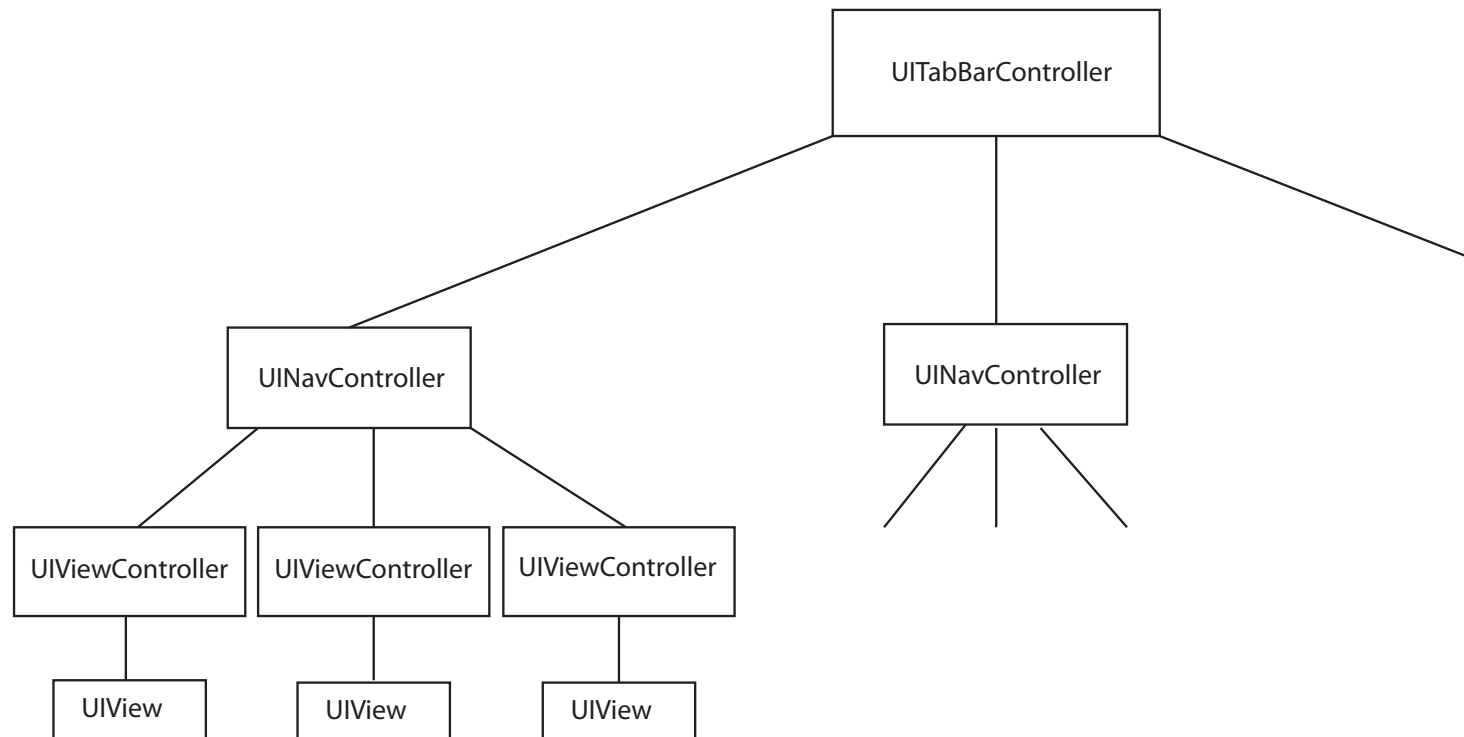 UITabBarController
UINavController
UINavController
UIViewController
UIViewController
UIViewController
UIView
UIView
UIView